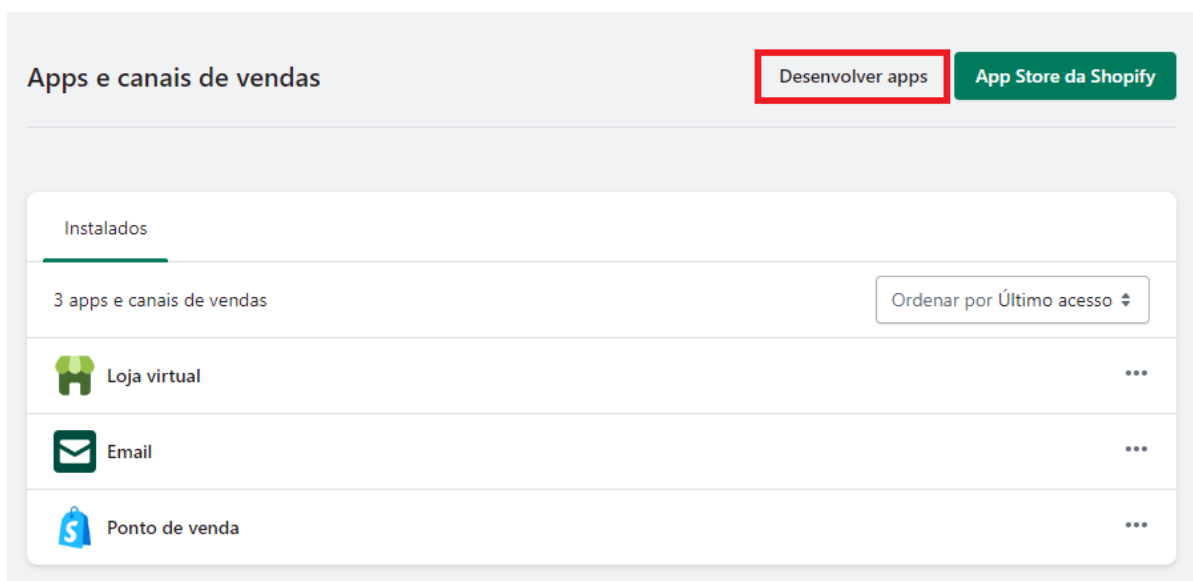 Apps e canais de vendas
Desenvolver apps
App Store da Shopify
Instalados
3 apps e canais de vendas
Ordenar por Último acesso
Loja virtual
Email
Ponto de venda